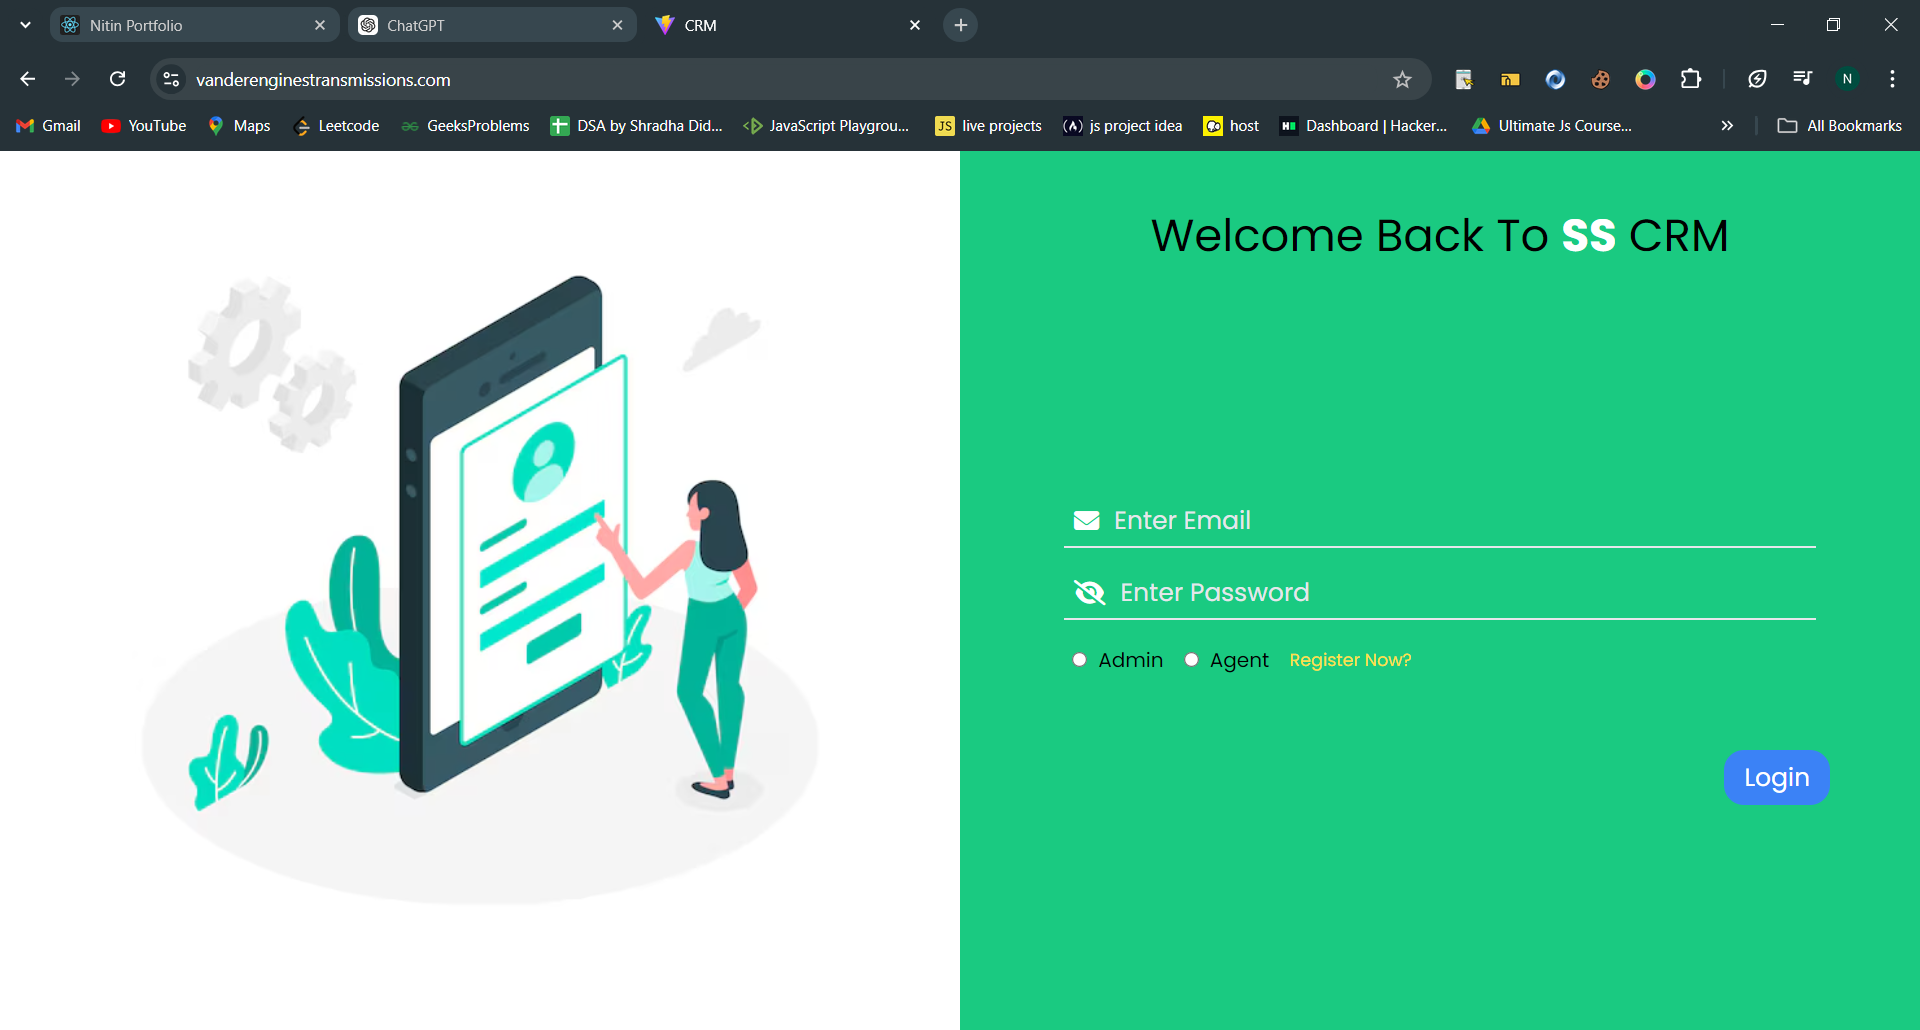 Nitin Portfolio
ChatGPT
CRM
vanderenginestransmissions.com
N
Gmail
YouTube
Maps
Leetcode
GeeksProblems
DSA by Shradha Did...
JavaScript Playgrou...
JS live projects
js project idea
host
Dashboard | Hacker...
Ultimate Js Course...
All Bookmarks
Welcome Back To SS CRM
Enter Email
Enter Password
Admin Agent Register Now?
Login